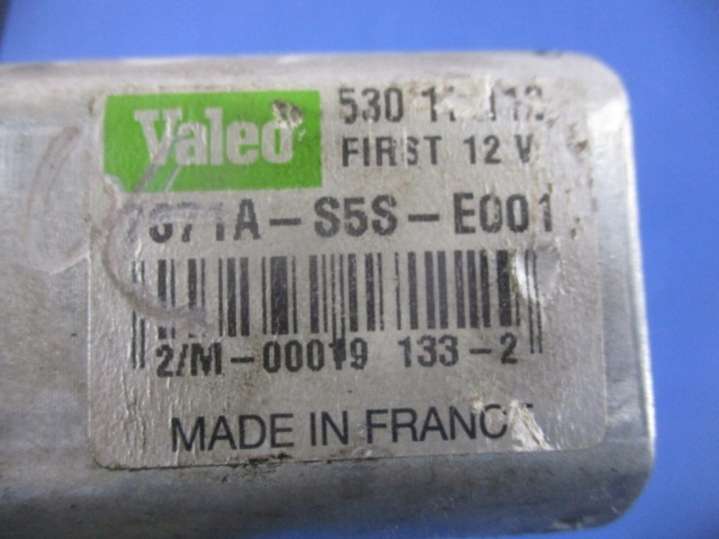 Valeo
530
FIRST 12 V
S5S-E001
2/M-00019 133-2
MADE IN FRANCE